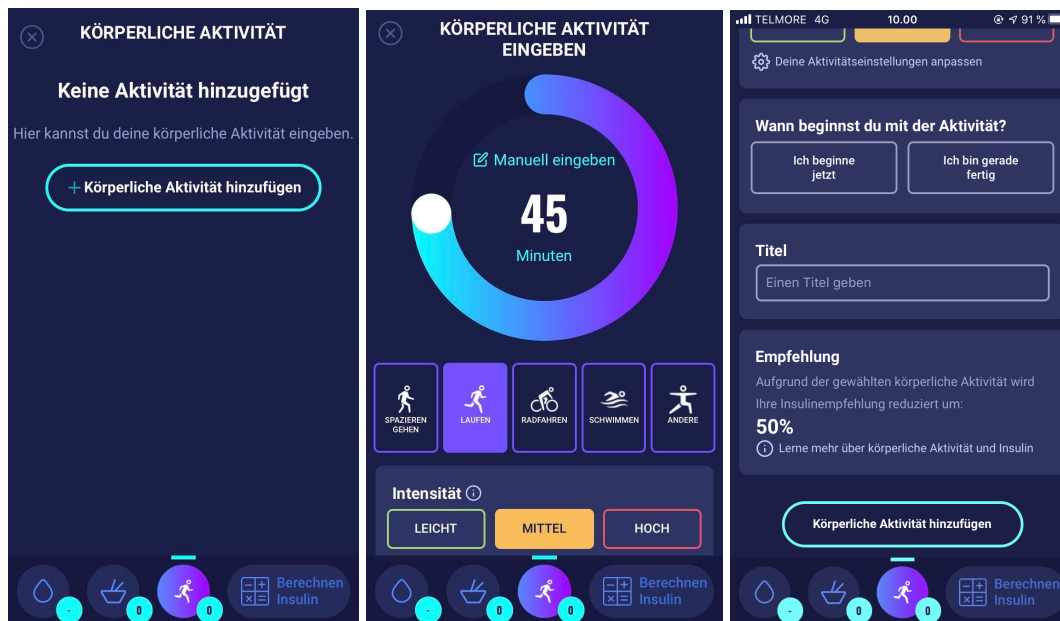 KÖRPERLICHE AKTIVITÄT
Keine Aktivität hinzugefügt
Hier kannst du deine körperliche Aktivität eingeben.
+ Körperliche Aktivität hinzufügen
-
0
0
Berechnen
Insulin
KÖRPERLICHE AKTIVITÄT
EINGEBEN
Manuell eingeben
45
Minuten
SPAZIEREN
GEHEN
LAUFEN
RADFAHREN
SCHWIMMEN
ANDERE
Intensität
LEICHT
MITTEL
HOCH
-
0
0
Berechnen
Insulin
TELMORE 4G 10.00 91 %
Deine Aktivitätseinstellungen anpassen
Wann beginnst du mit der Aktivität?
Ich beginne
jetzt
Ich bin gerade
fertig
Titel
Einen Titel geben
Empfehlung
Aufgrund der gewählten körperliche Aktivität wird
Ihre Insulinempfehlung reduziert um:
50%
Lerne mehr über körperliche Aktivität und Insulin
Körperliche Aktivität hinzufügen
-
0
0
Berechnen
Insulin